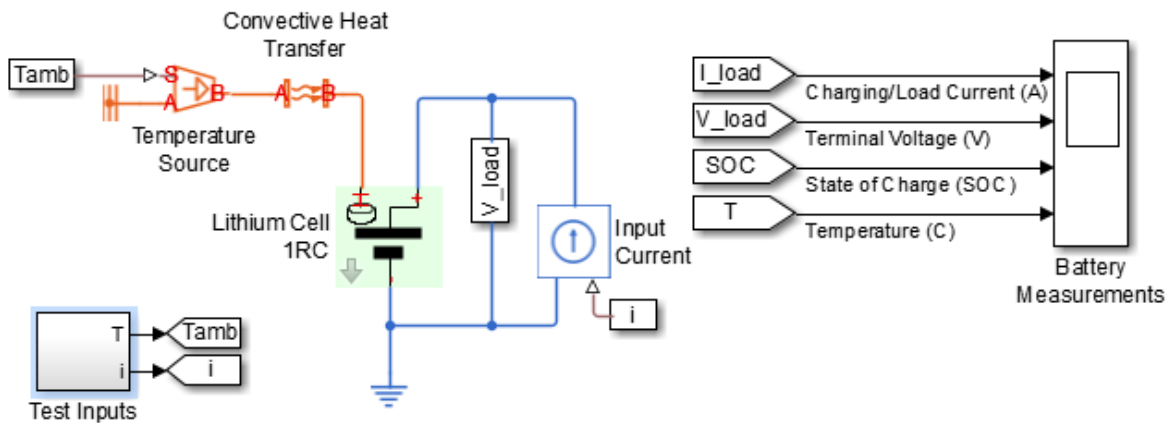 Convective Heat
Transfer
Tamb
S
A
B
A
B
Temperature
Source
I_load
Charging/Load Current (A)
V_load
Terminal Voltage (V)
SOC
State of Charge (SOC)
T
Temperature (C)
Battery
Measurements
V_load
Lithium Cell
1RC
Input
Current
i
T
Tamb
i
i
Test Inputs